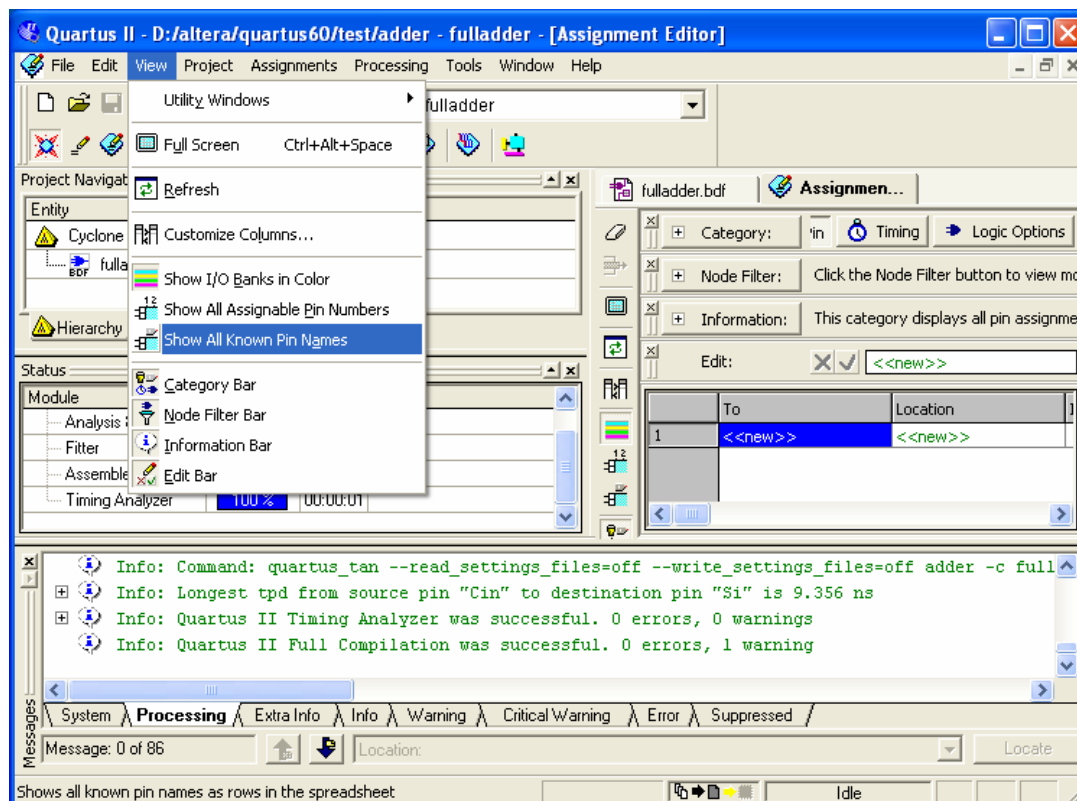 Quartus II - D:/altera/quartus60/test/adder - fulladder - [Assignment Editor]
File Edit View Project Assignments Processing Tools Window Help
Utility Windows
Full Screen Ctrl+Alt+Space
Refresh
Customize Columns...
Show I/O Banks in Color
Show All Assignable Pin Numbers
Show All Known Pin Names
Category Bar
Node Filter Bar
Information Bar
Edit Bar
fulladder
Project Navigat
Entity
Cyclone
BDF fulla
Hierarchy
Status
Module
Analysis
Fitter
Assemble
Timing Analyzer 100 % 00:00:01
fulladder.bdf Assignmen...
Category: in Timing Logic Options
Node Filter: Click the Node Filter button to view mo
Information: This category displays all pin assignme
Edit: <<new>>
To Location
1 <<new>> <<new>>
Info: Command: quartus_tan --read_settings_files=off --write_settings_files=off adder -c full
Info: Longest tpd from source pin "Cin" to destination pin "Si" is 9.356 ns
Info: Quartus II Timing Analyzer was successful. 0 errors, 0 warnings
Info: Quartus II Full Compilation was successful. 0 errors, 1 warning
Messages
System Processing Extra Info Info Warning Critical Warning Error Suppressed
Message: 0 of 86 Location: Locate
Shows all known pin names as rows in the spreadsheet Idle